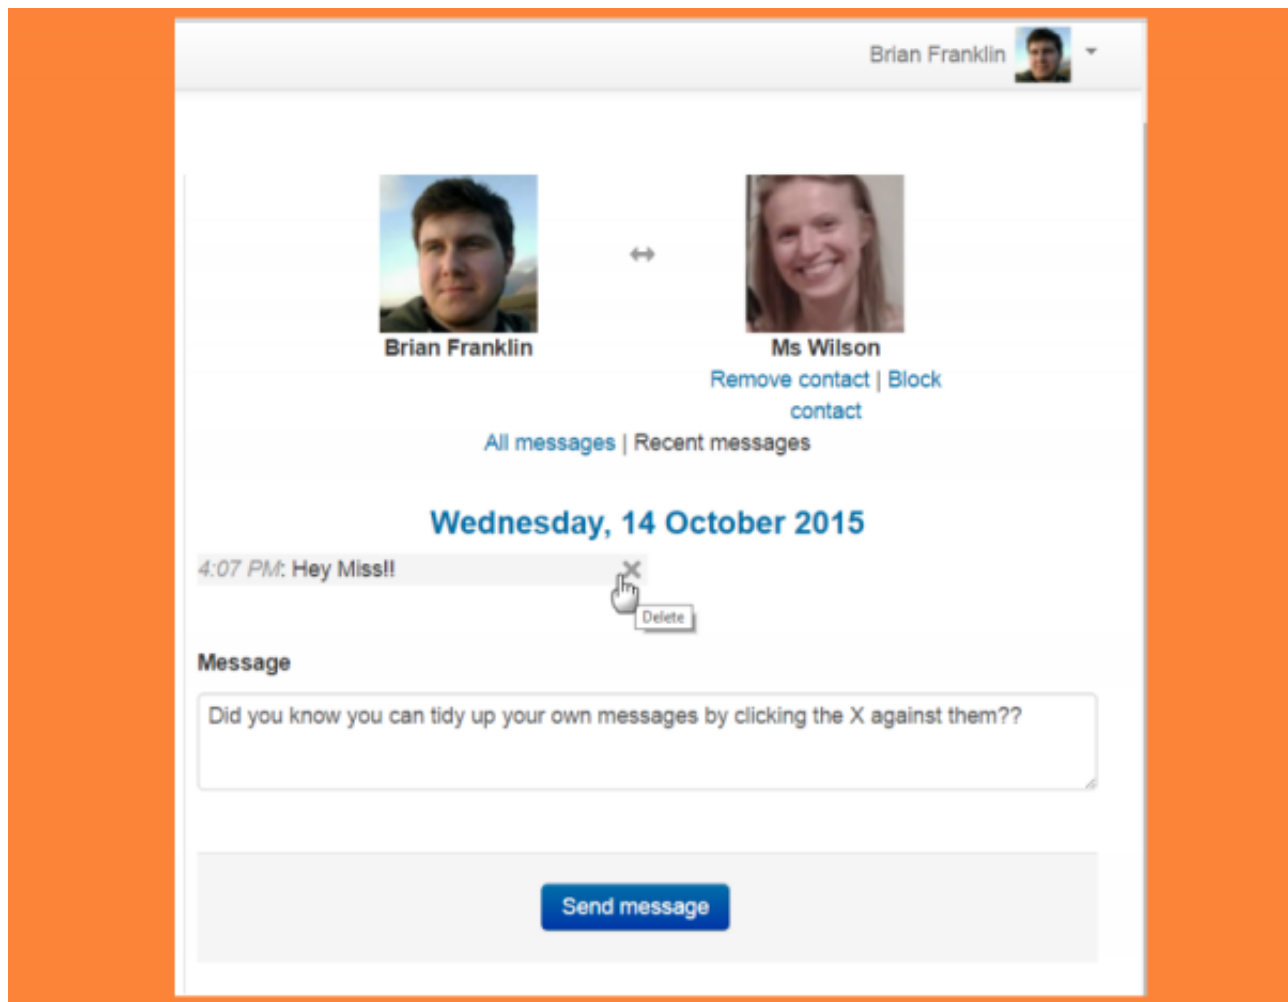 Brian Franklin
Brian Franklin
Ms Wilson
Remove contact | Block
contact
All messages | Recent messages
Wednesday, 14 October 2015
4:07 PM: Hey Miss!!
Delete
Message
Did you know you can tidy up your own messages by clicking the X against them??
Send message